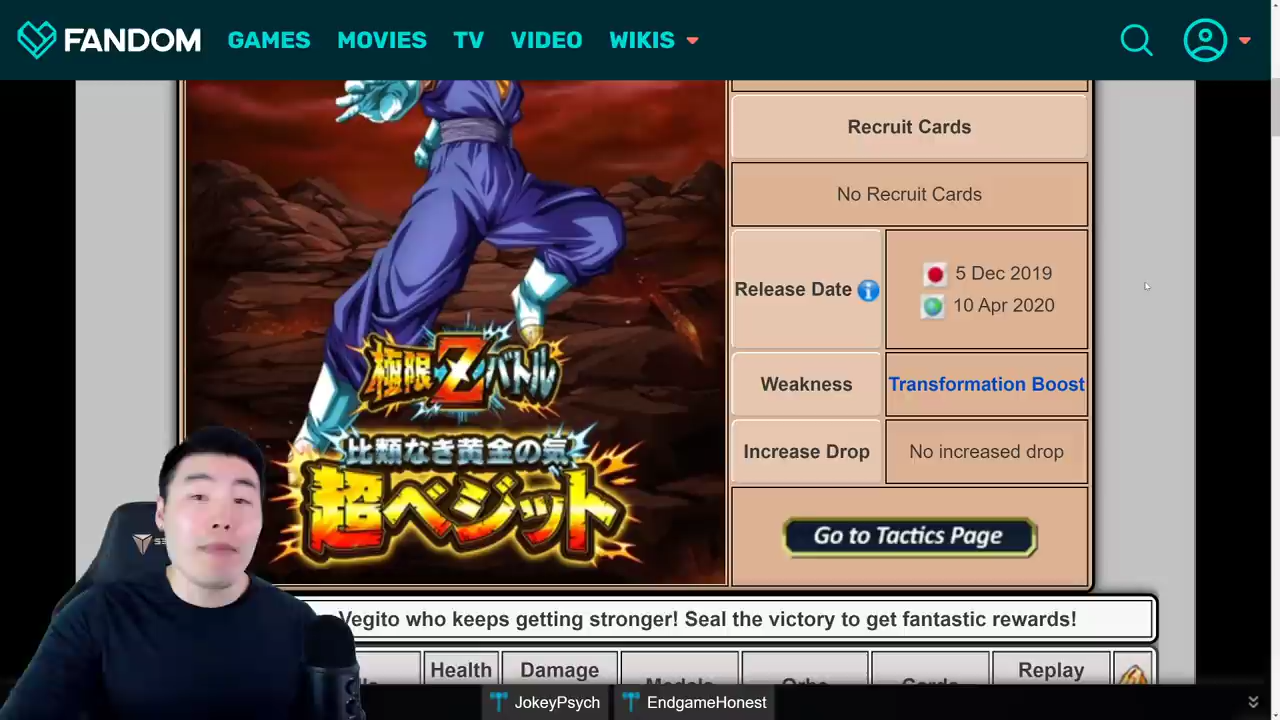 FANDOM GAMES MOVIES TV VIDEO WIKIS
Recruit Cards
No Recruit Cards
Release Date
5 Dec 2019
10 Apr 2020
Weakness
Transformation Boost
Increase Drop
No increased drop
Go to Tactics Page
極限Zバトル
比類なき黄金の気
超ベジット
Vegito who keeps getting stronger! Seal the victory to get fantastic rewards!
Health
Damage
Replay
JokeyPsych
EndgameHonest